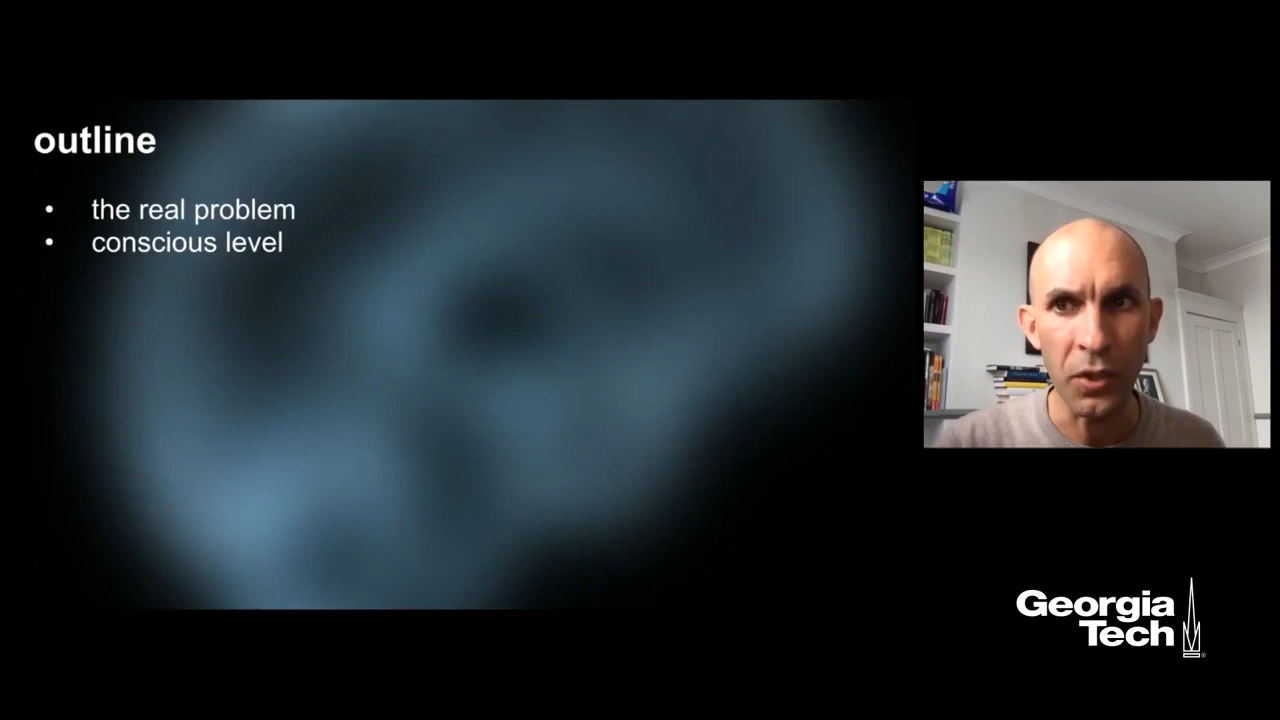 outline
• the real problem
• conscious level
Georgia
Tech